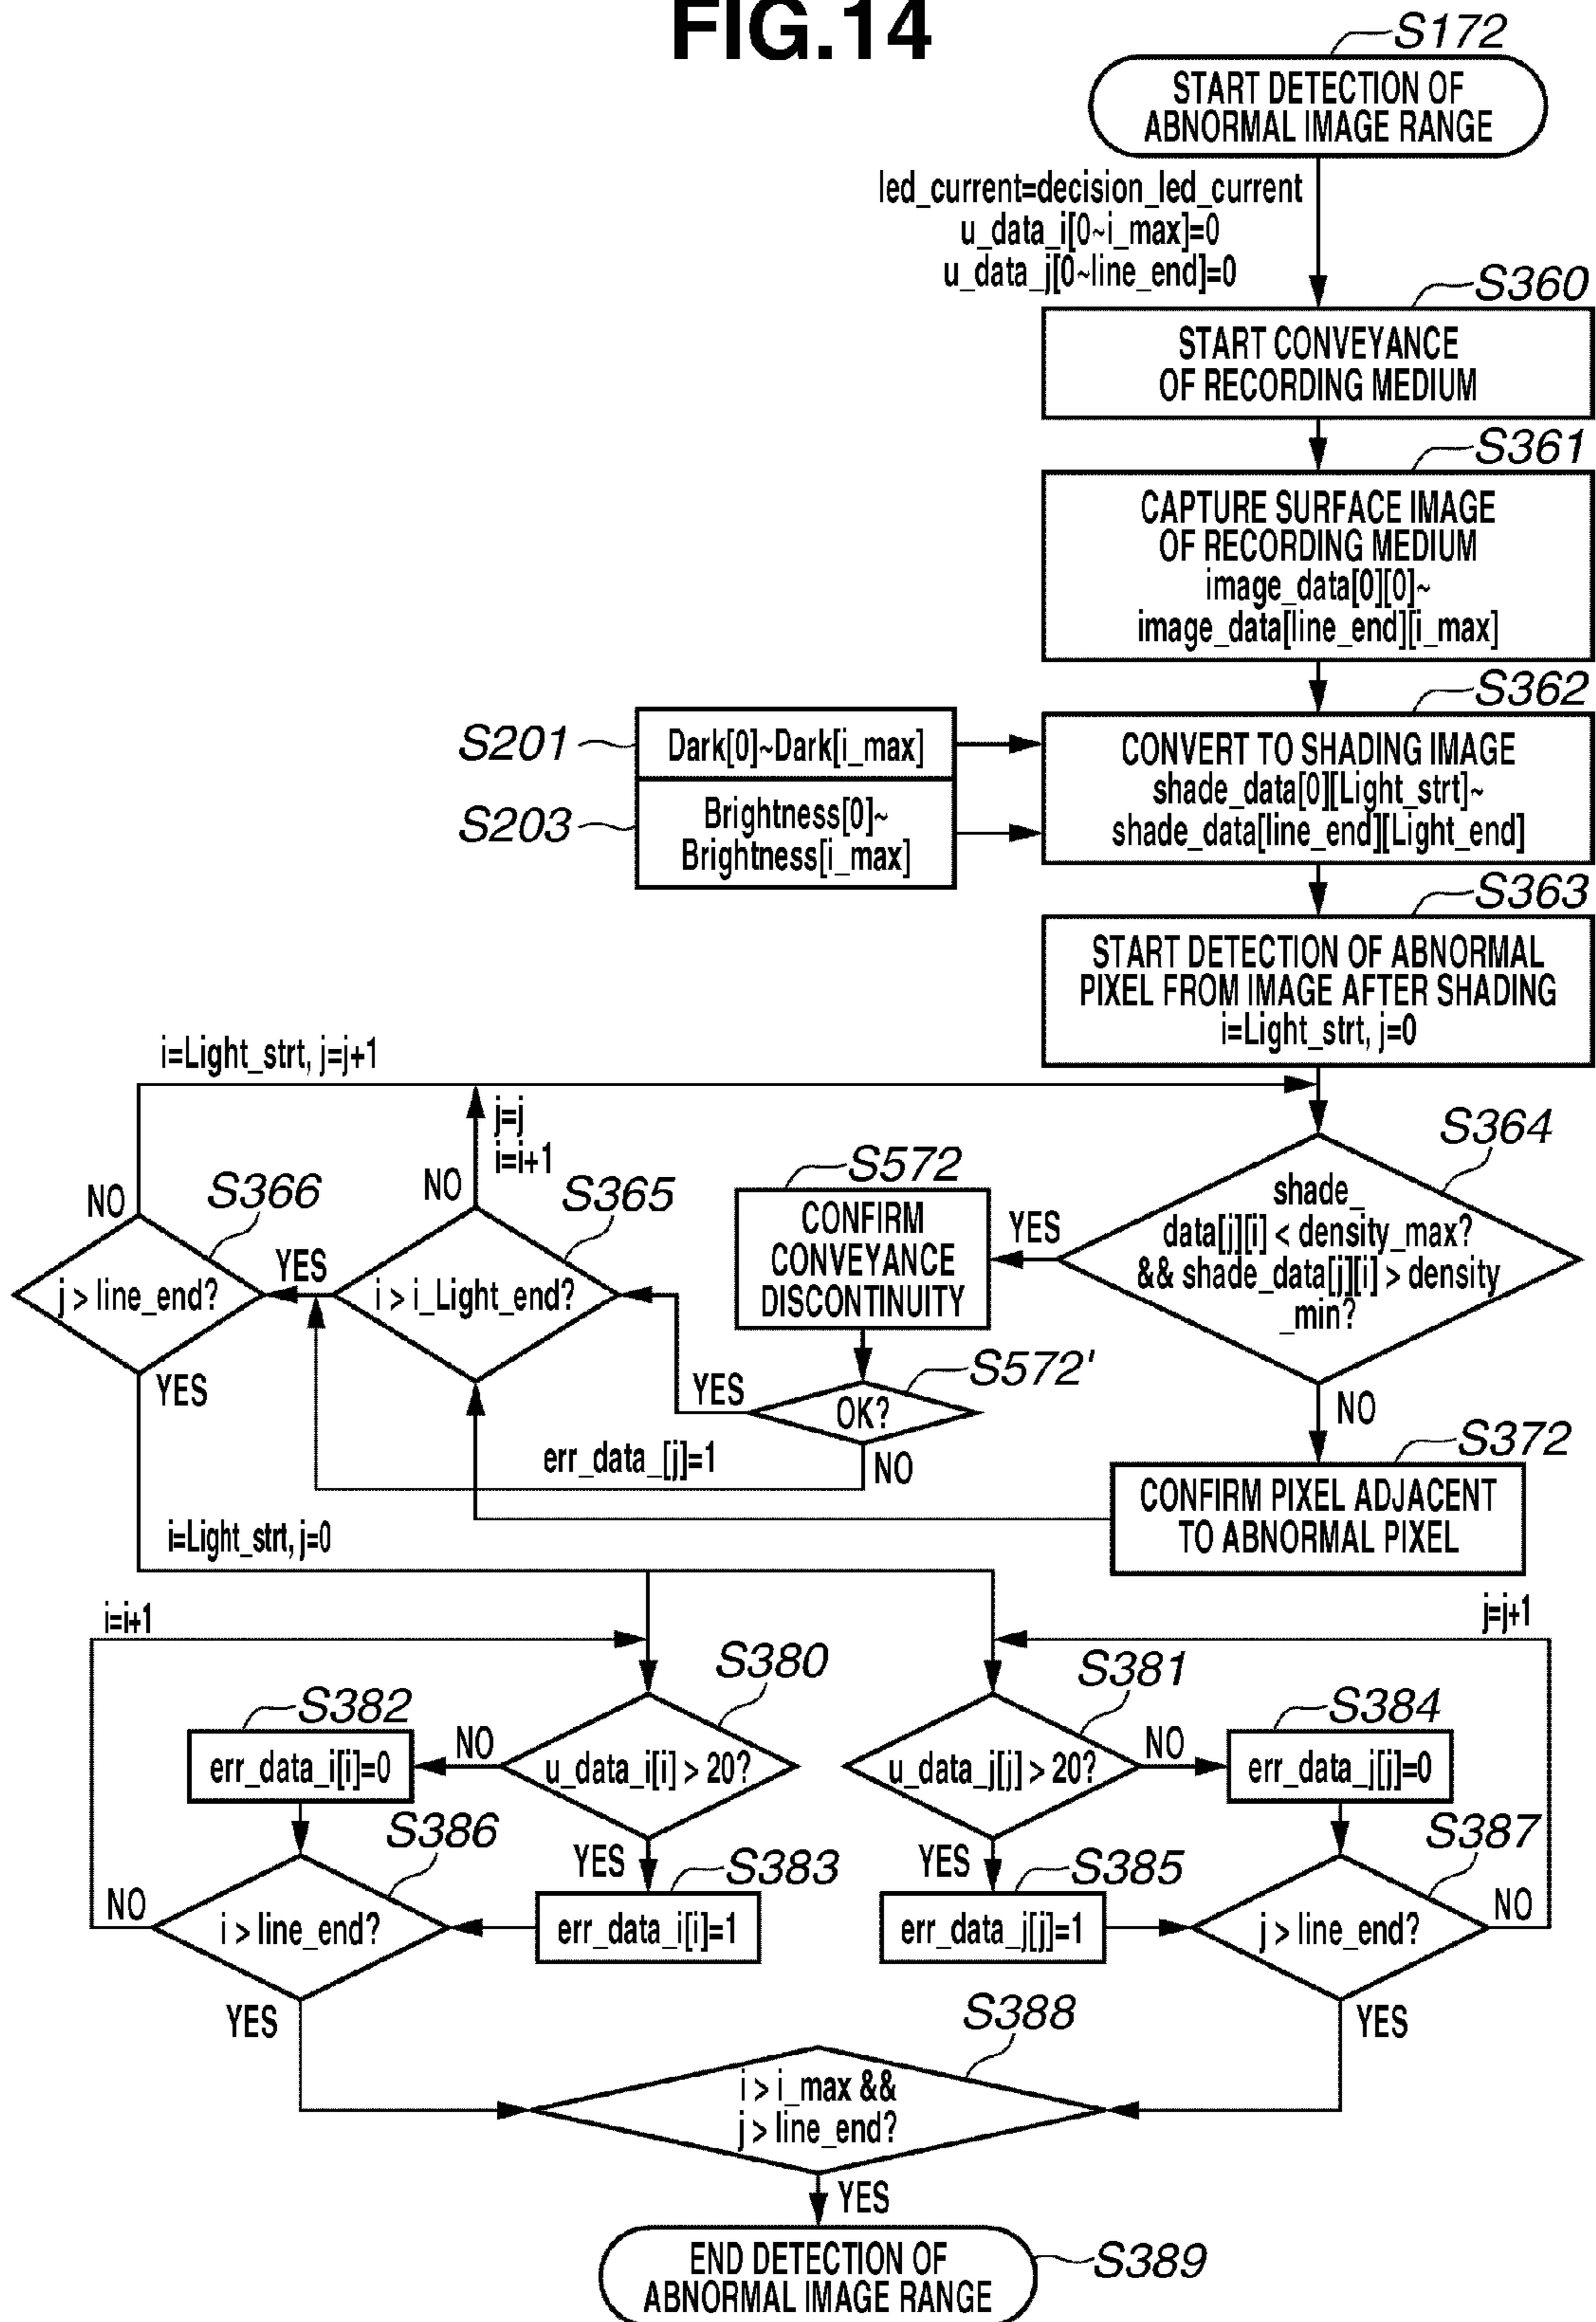 FIG.14
S172
START DETECTION OF
ABNORMAL IMAGE RANGE
led_current=decision_led_current
u_data_i[0~i_max]=0
u_data_j[0~line_end]=0
S360
START CONVEYANCE
OF RECORDING MEDIUM
S361
CAPTURE SURFACE IMAGE
OF RECORDING MEDIUM
image_data[0][0]~
image_data[line_end][i_max]
S362
S201
Dark[0]~Dark[i_max]
CONVERT TO SHADING IMAGE
shade_data[0][Light_strt]~
shade_data[line_end][Light_end]
S203
Brightness[0]~
Brightness[i_max]
S363
START DETECTION OF ABNORMAL
PIXEL FROM IMAGE AFTER SHADING
i=Light_strt, j=0
i=Light_strt, j=j+1
j=j
i=i+1
S364
shade_
data[j][i] < density_max?
&& shade_data[j][i] > density
_min?
YES
NO
S572
CONFIRM
CONVEYANCE
DISCONTINUITY
S365
NO
i > i_Light_end?
YES
S366
NO
j > line_end?
YES
S572'
OK?
YES
NO
err_data_[j]=1
S372
CONFIRM PIXEL ADJACENT
TO ABNORMAL PIXEL
i=Light_strt, j=0
i=i+1
j=j+1
S380
u_data_i[i] > 20?
NO
YES
S382
err_data_i[i]=0
S381
u_data_j[j] > 20?
NO
YES
S384
err_data_j[j]=0
S386
i > line_end?
NO
YES
S383
err_data_i[i]=1
S385
err_data_j[j]=1
S387
j > line_end?
NO
YES
S388
i > i_max &&
j > line_end?
YES
END DETECTION OF
ABNORMAL IMAGE RANGE
S389